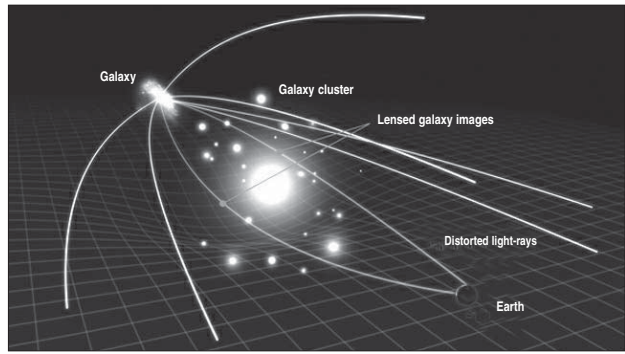 Galaxy
Galaxy cluster
Lensed galaxy images
Distorted light-rays
Earth